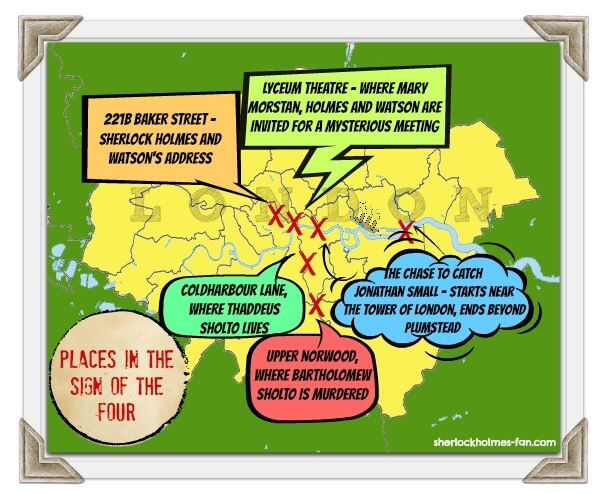 LYCEUM THEATRE - WHERE MARY
MORSTAN, HOLMES AND WATSON ARE
INVITED FOR A MYSTERIOUS MEETING
221B BAKER STREET -
SHERLOCK HOLMES AND
WATSON'S ADDRESS
LONDON
COLDHARBOUR LANE,
WHERE THADDEUS
SHOLTO LIVES
THE CHASE TO CATCH
JONATHAN SMALL - STARTS NEAR
THE TOWER OF LONDON, ENDS BEYOND
PLUMSTEAD
UPPER NORWOOD,
WHERE BARTHOLOMEW
SHOLTO IS MURDERED
PLACES IN THE
SIGN OF THE
FOUR
sherlockholmes-fan.com